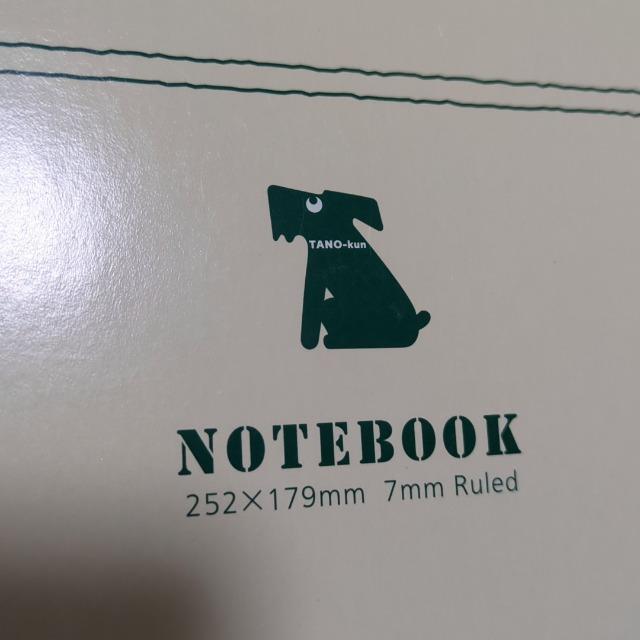 TANO-kun
NOTEBOOK
252×179mm 7mm Ruled